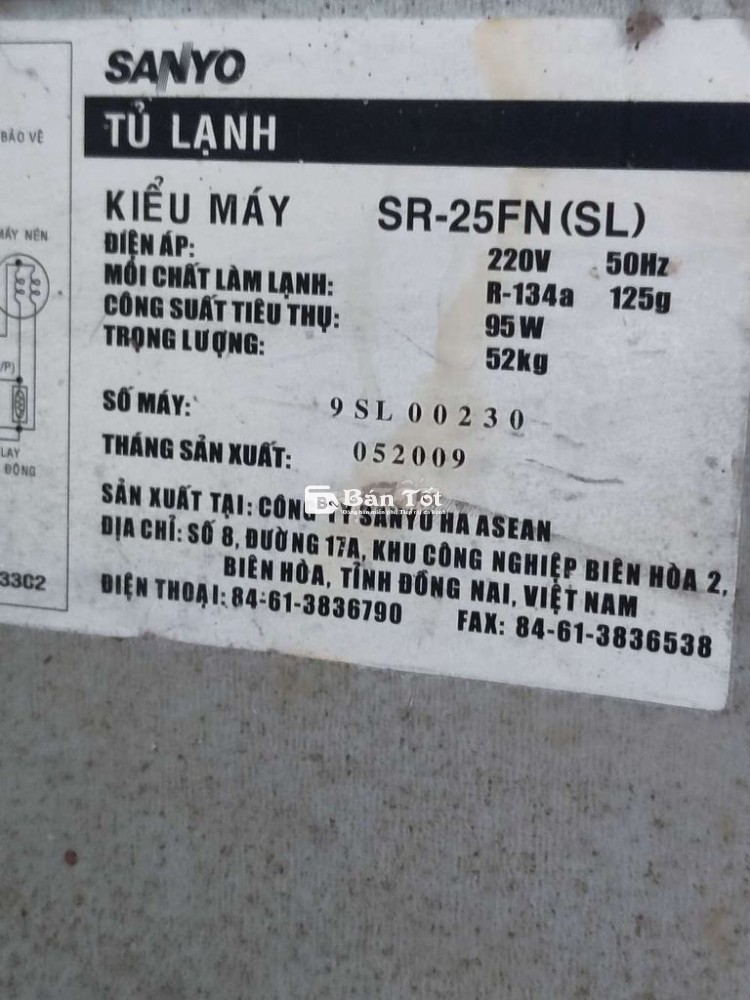 SANYO
TỦ LẠNH
BẢO VỆ
KIỂU MÁY SR-25FN (SL)
MÁY NÉN
ĐIỆN ÁP: 220V 50Hz
MÔI CHẤT LÀM LẠNH: R-134a 125g
CÔNG SUẤT TIÊU THỤ: 95W
TRỌNG LƯỢNG: 52kg
/P)
SỐ MÁY: 9SL00230
LAY
ĐỘNG
THÁNG SẢN XUẤT: 052009
Bán Tốt
SẢN XUẤT TẠI: CÔNG TY SANYO HA ASEAN
ĐỊA CHỈ: SỐ 8, ĐƯỜNG 17A, KHU CÔNG NGHIỆP BIÊN HÒA 2,
BIÊN HÒA, TỈNH ĐỒNG NAI, VIỆT NAM
33C2
ĐIỆN THOẠI: 84-61-3836790 FAX: 84-61-3836538